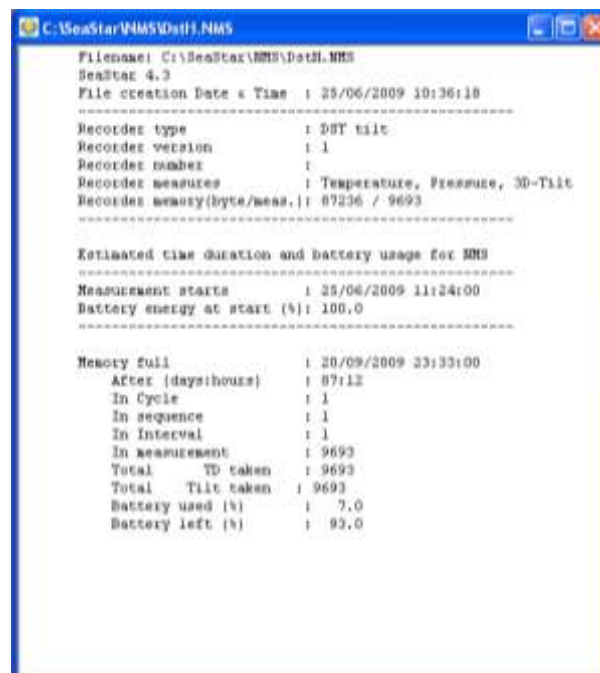 C:\SeaStar\NMS\DstH.NMS
Filename: C:\SeaStar\NMS\DstH.NMS
SeaStar 4.3
File creation Date & Time : 25/06/2009 10:36:18
--------------------------------------------------
Recorder type : DST tilt
Recorder version : 1
Recorder number :
Recorder measures : Temperature, Pressure, 3D-Tilt
Recorder memory(byte/meas.): 87236 / 9693
--------------------------------------------------
Estimated time duration and battery usage for NMS
--------------------------------------------------
Measurement starts : 25/06/2009 11:24:00
Battery energy at start (%): 100.0
--------------------------------------------------
Memory full : 20/09/2009 23:33:00
After (days:hours) : 87:12
In Cycle : 1
In sequence : 1
In Interval : 1
In measurement : 9693
Total TD taken : 9693
Total Tilt taken : 9693
Battery used (%) : 7.0
Battery left (%) : 93.0